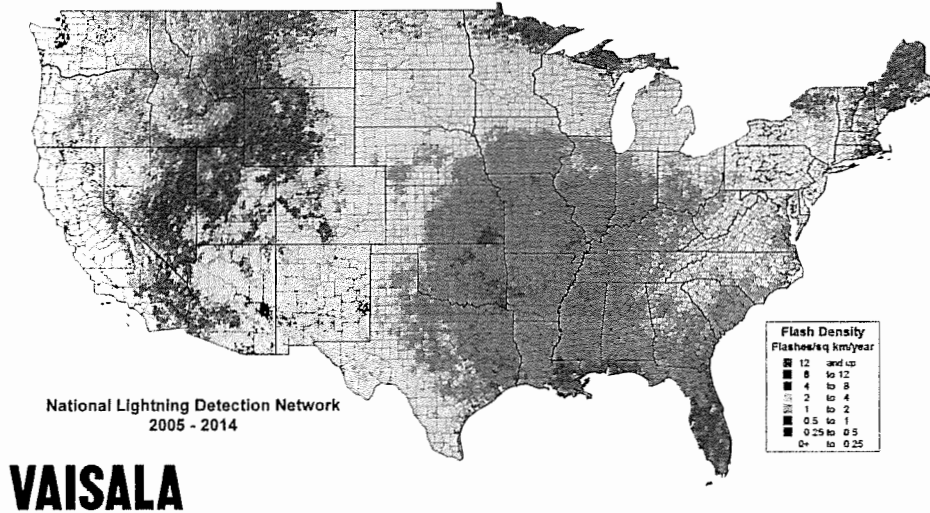 Flash Density
Flashes/sq km/year
12 and up
8 to 12
4 to 8
2 to 4
1 to 2
0.5 to 1
0.25 to 0.5
0+ to 0.25
National Lightning Detection Network
2005 - 2014
VAISALA